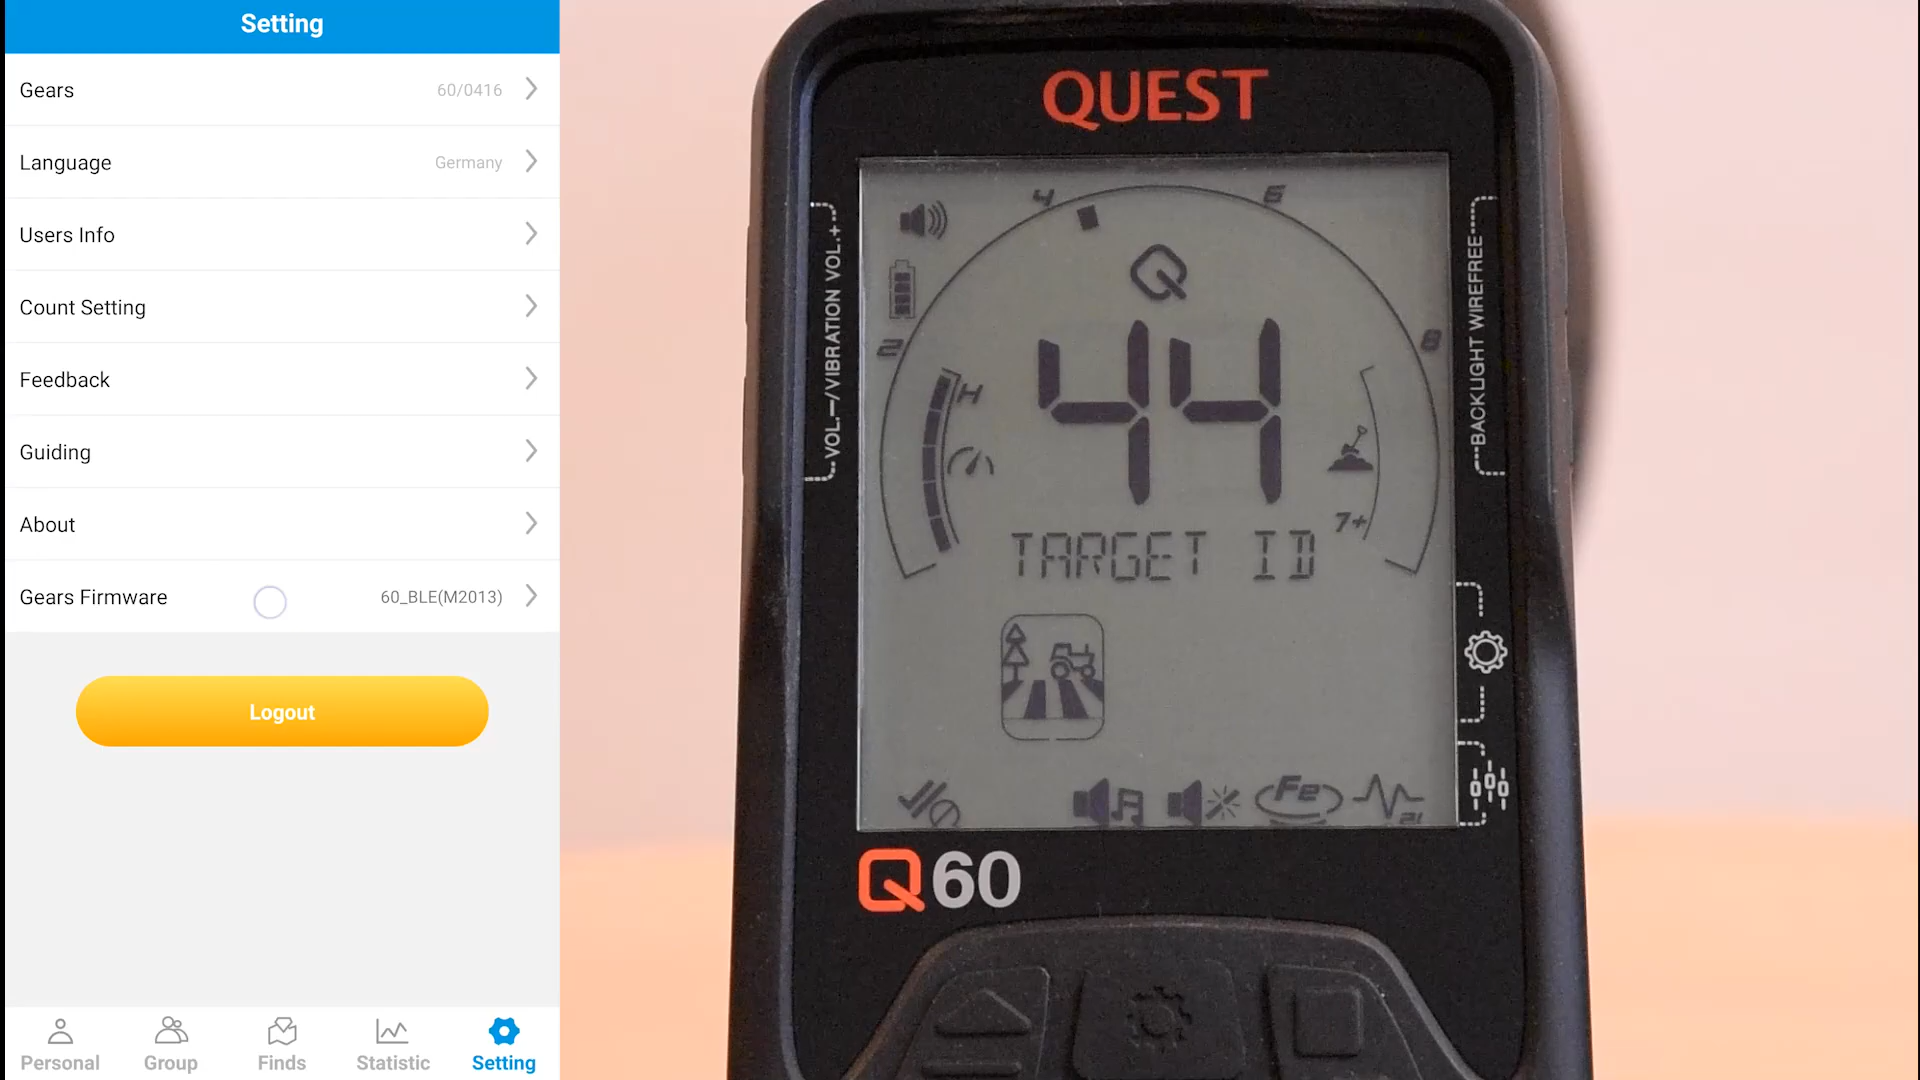 Setting
Gears 60/0416
Language Germany
Users Info
Count Setting
Feedback
Guiding
About
Gears Firmware 60_BLE(M2013)
Logout
Personal Group Finds Statistic Setting
QUEST
VOL.—/VIBRATION VOL.+
BACKLIGHT WIREFREE
2 4 6 8
H
44
7+
TARGET ID
Fe
Q60